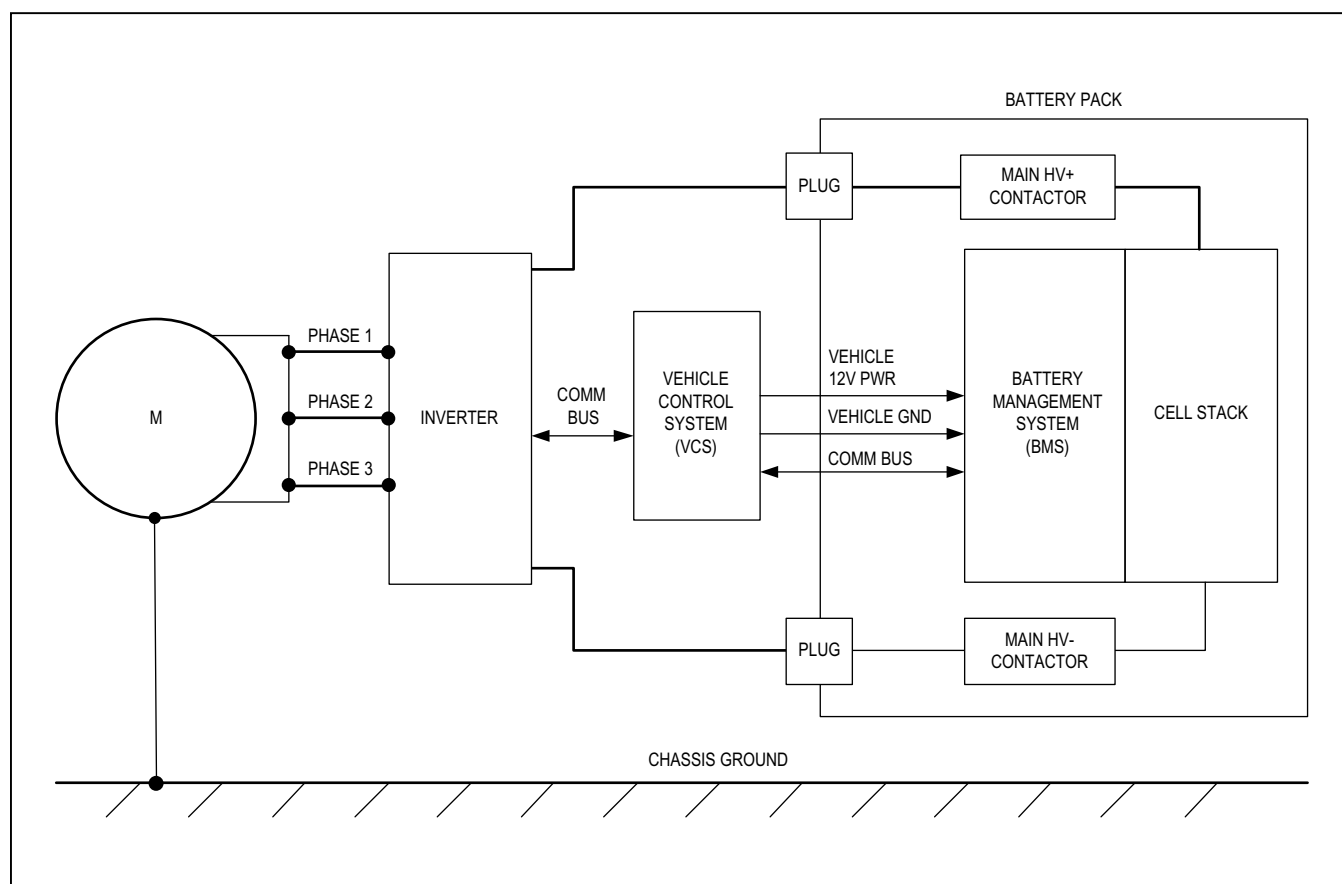 BATTERY PACK
PLUG
MAIN HV+
CONTACTOR
PHASE 1
PHASE 2
PHASE 3
M
INVERTER
COMM
BUS
VEHICLE
CONTROL
SYSTEM
(VCS)
VEHICLE
12V PWR
VEHICLE GND
COMM BUS
BATTERY
MANAGEMENT
SYSTEM
(BMS)
CELL STACK
PLUG
MAIN HV-
CONTACTOR
CHASSIS GROUND